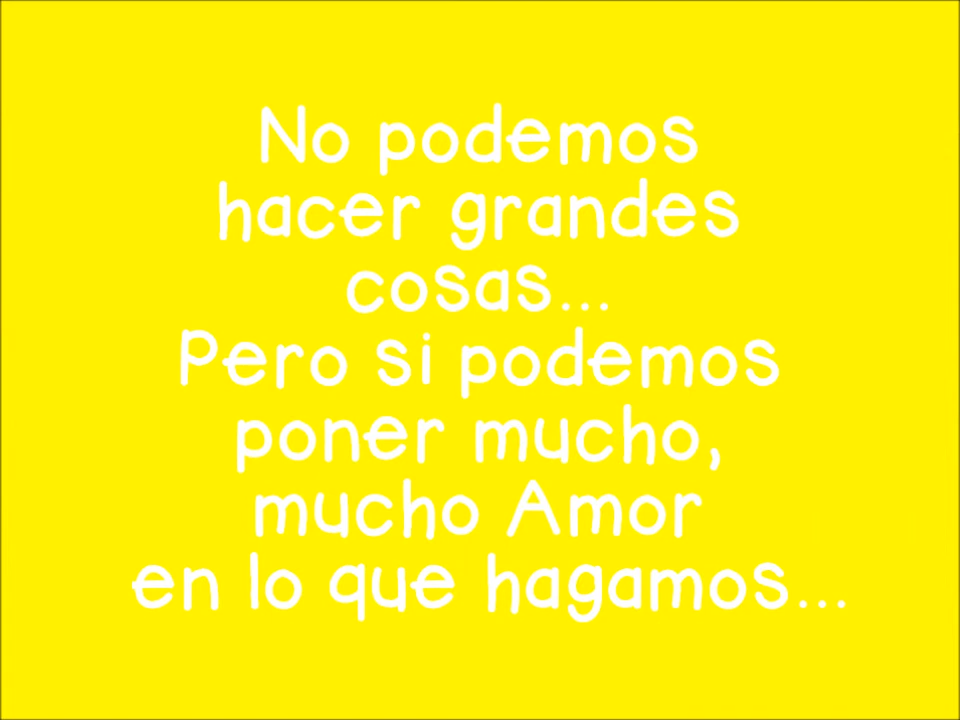 No podemos
hacer grandes
cosas...
Pero si podemos
poner mucho,
mucho Amor
en lo que hagamos...